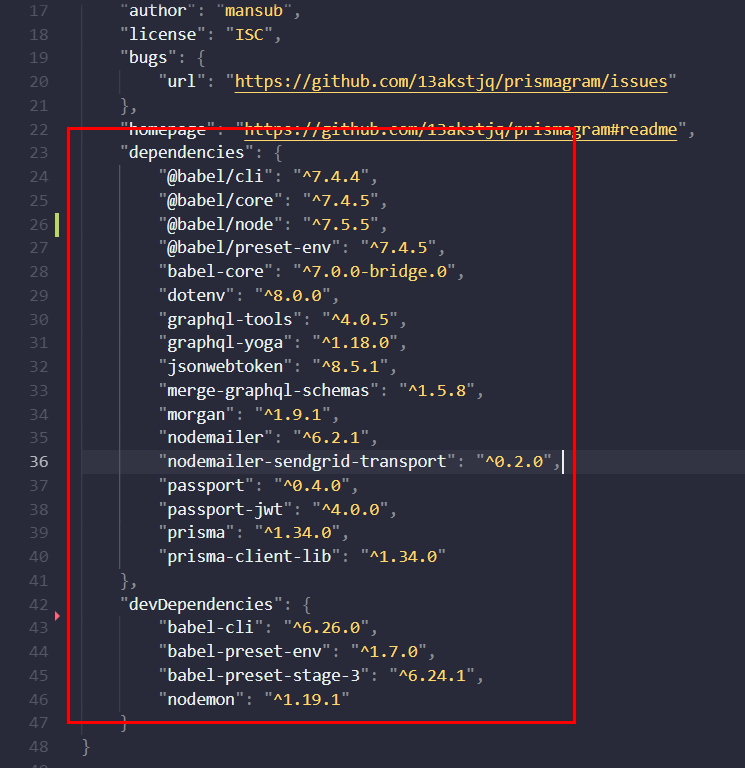 17 "author": "mansub",
18 "license": "ISC",
19 "bugs": {
20 "url": "https://github.com/13akstjq/prismagram/issues"
21 },
22 "homepage": "https://github.com/13akstjq/prismagram#readme",
23 "dependencies": {
24 "@babel/cli": "^7.4.4",
25 "@babel/core": "^7.4.5",
26 "@babel/node": "^7.5.5",
27 "@babel/preset-env": "^7.4.5",
28 "babel-core": "^7.0.0-bridge.0",
29 "dotenv": "^8.0.0",
30 "graphql-tools": "^4.0.5",
31 "graphql-yoga": "^1.18.0",
32 "jsonwebtoken": "^8.5.1",
33 "merge-graphql-schemas": "^1.5.8",
34 "morgan": "^1.9.1",
35 "nodemailer": "^6.2.1",
36 "nodemailer-sendgrid-transport": "^0.2.0",
37 "passport": "^0.4.0",
38 "passport-jwt": "^4.0.0",
39 "prisma": "^1.34.0",
40 "prisma-client-lib": "^1.34.0"
41 },
42 "devDependencies": {
43 "babel-cli": "^6.26.0",
44 "babel-preset-env": "^1.7.0",
45 "babel-preset-stage-3": "^6.24.1",
46 "nodemon": "^1.19.1"
47 }
48 }
49